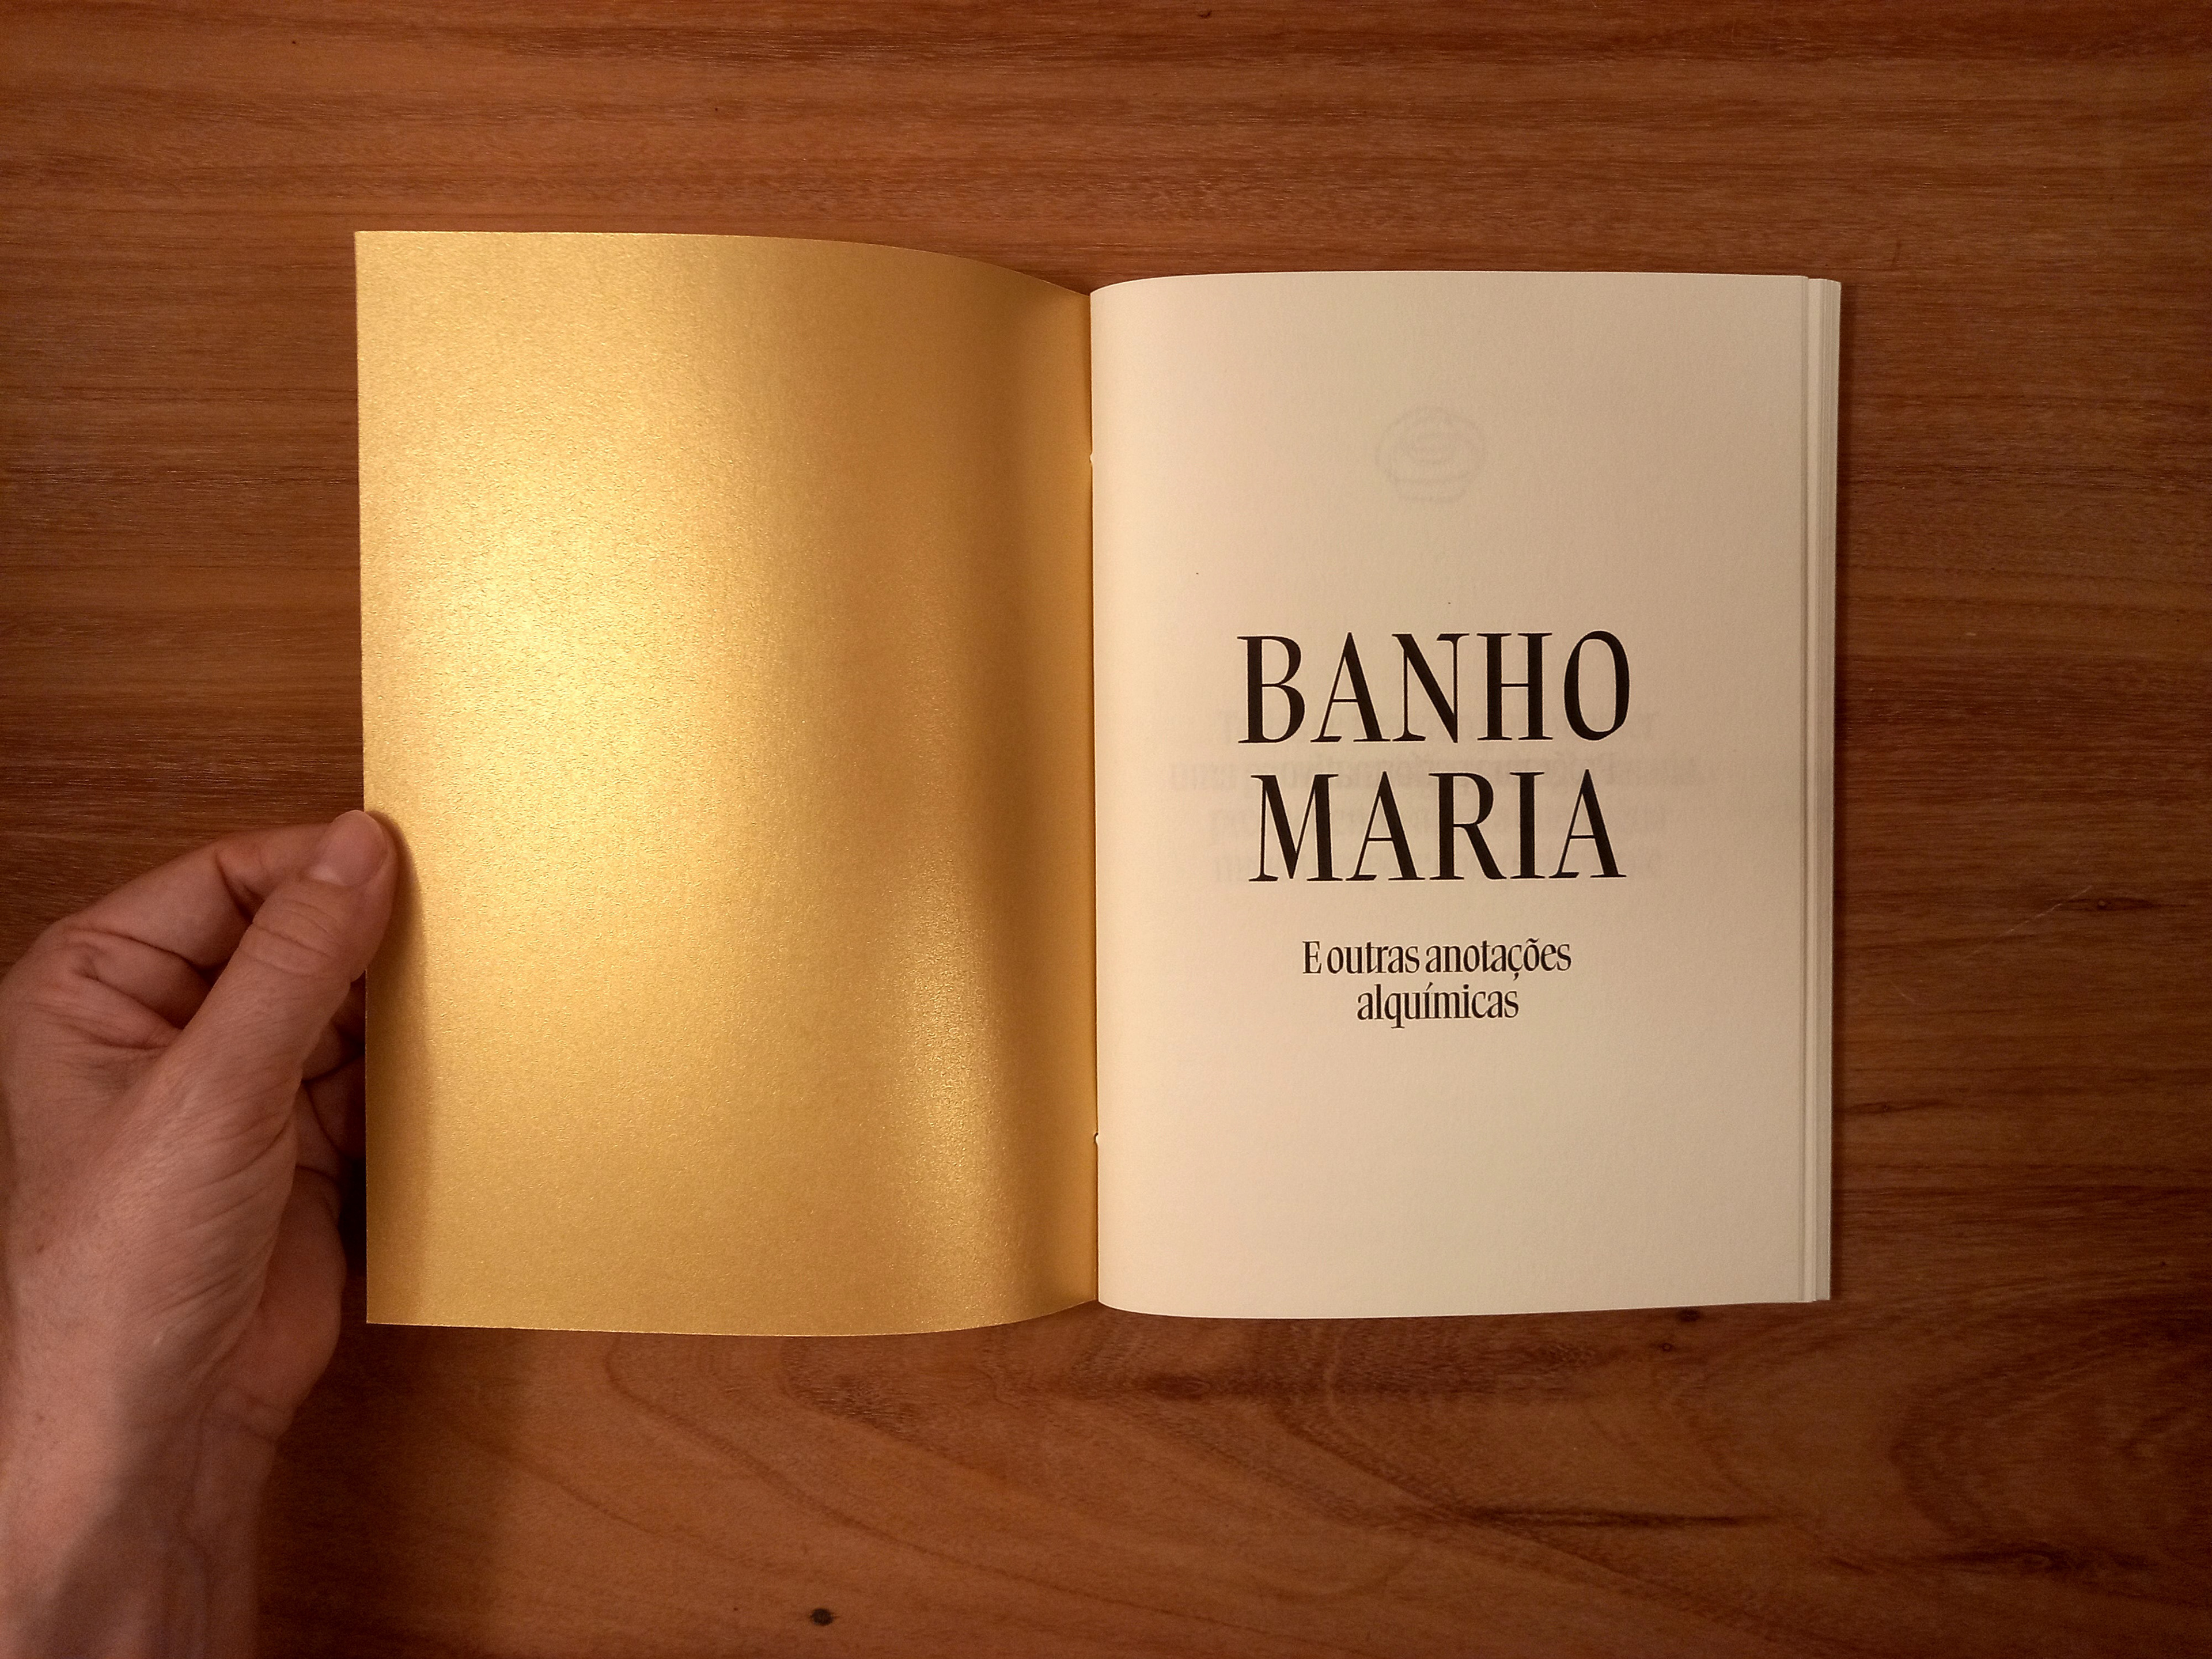 BANHO
MARIA
E outras anotações
alquímicas